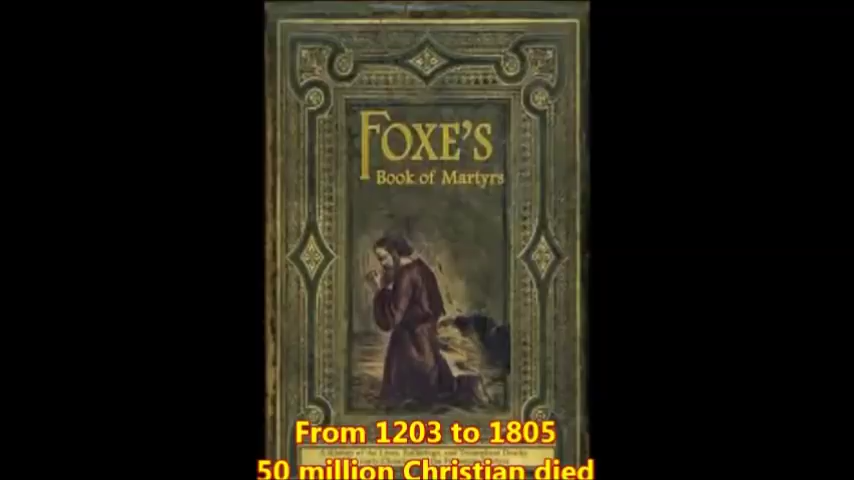 FOXE'S
Book of Martyrs
From 1203 to 1805
50 million Christian died